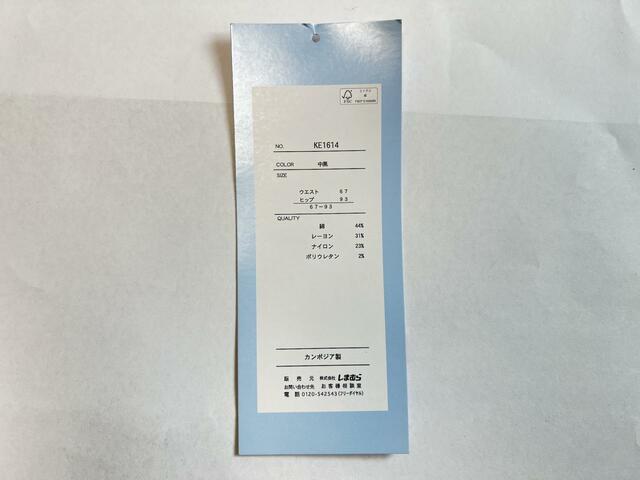 FSC
ミックス
NO. KE1614
COLOR 中黒
SIZE
ウエスト 67
ヒップ 93
67-93
QUALITY
綿 44%
レーヨン 31%
ナイロン 23%
ポリウレタン 2%
カンボジア製
販売元 株式会社しまむら
お問い合わせ先 お客様相談室
電話 0120-542543(フリーダイヤル)